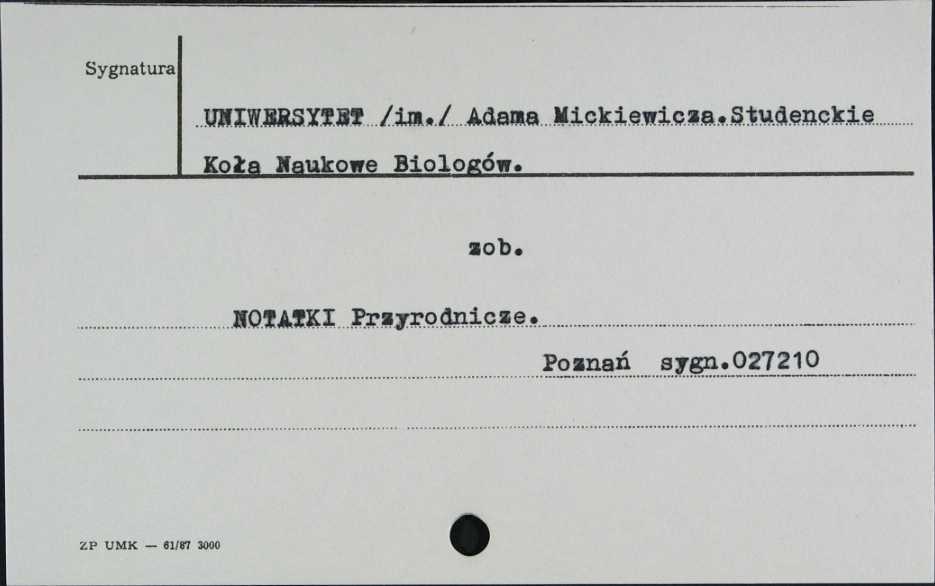 Sygnatura
UNIWERSYTET /im./ Adama Mickiewicza.Studenckie
Koła Naukowe Biologów.
zob.
NOTATKI Przyrodnicze.
Poznań sygn.027210
ZP UMK — 61/87 3000